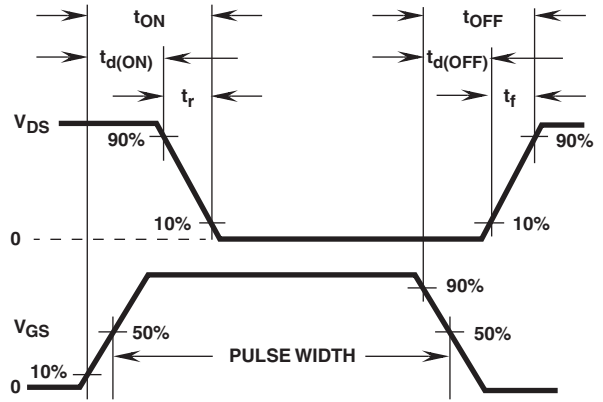 tON tOFF
td(ON) td(OFF)
tr tf
VDS
90% 90%
10% 10%
0
90%
VGS
50% 50%
PULSE WIDTH
10%
0